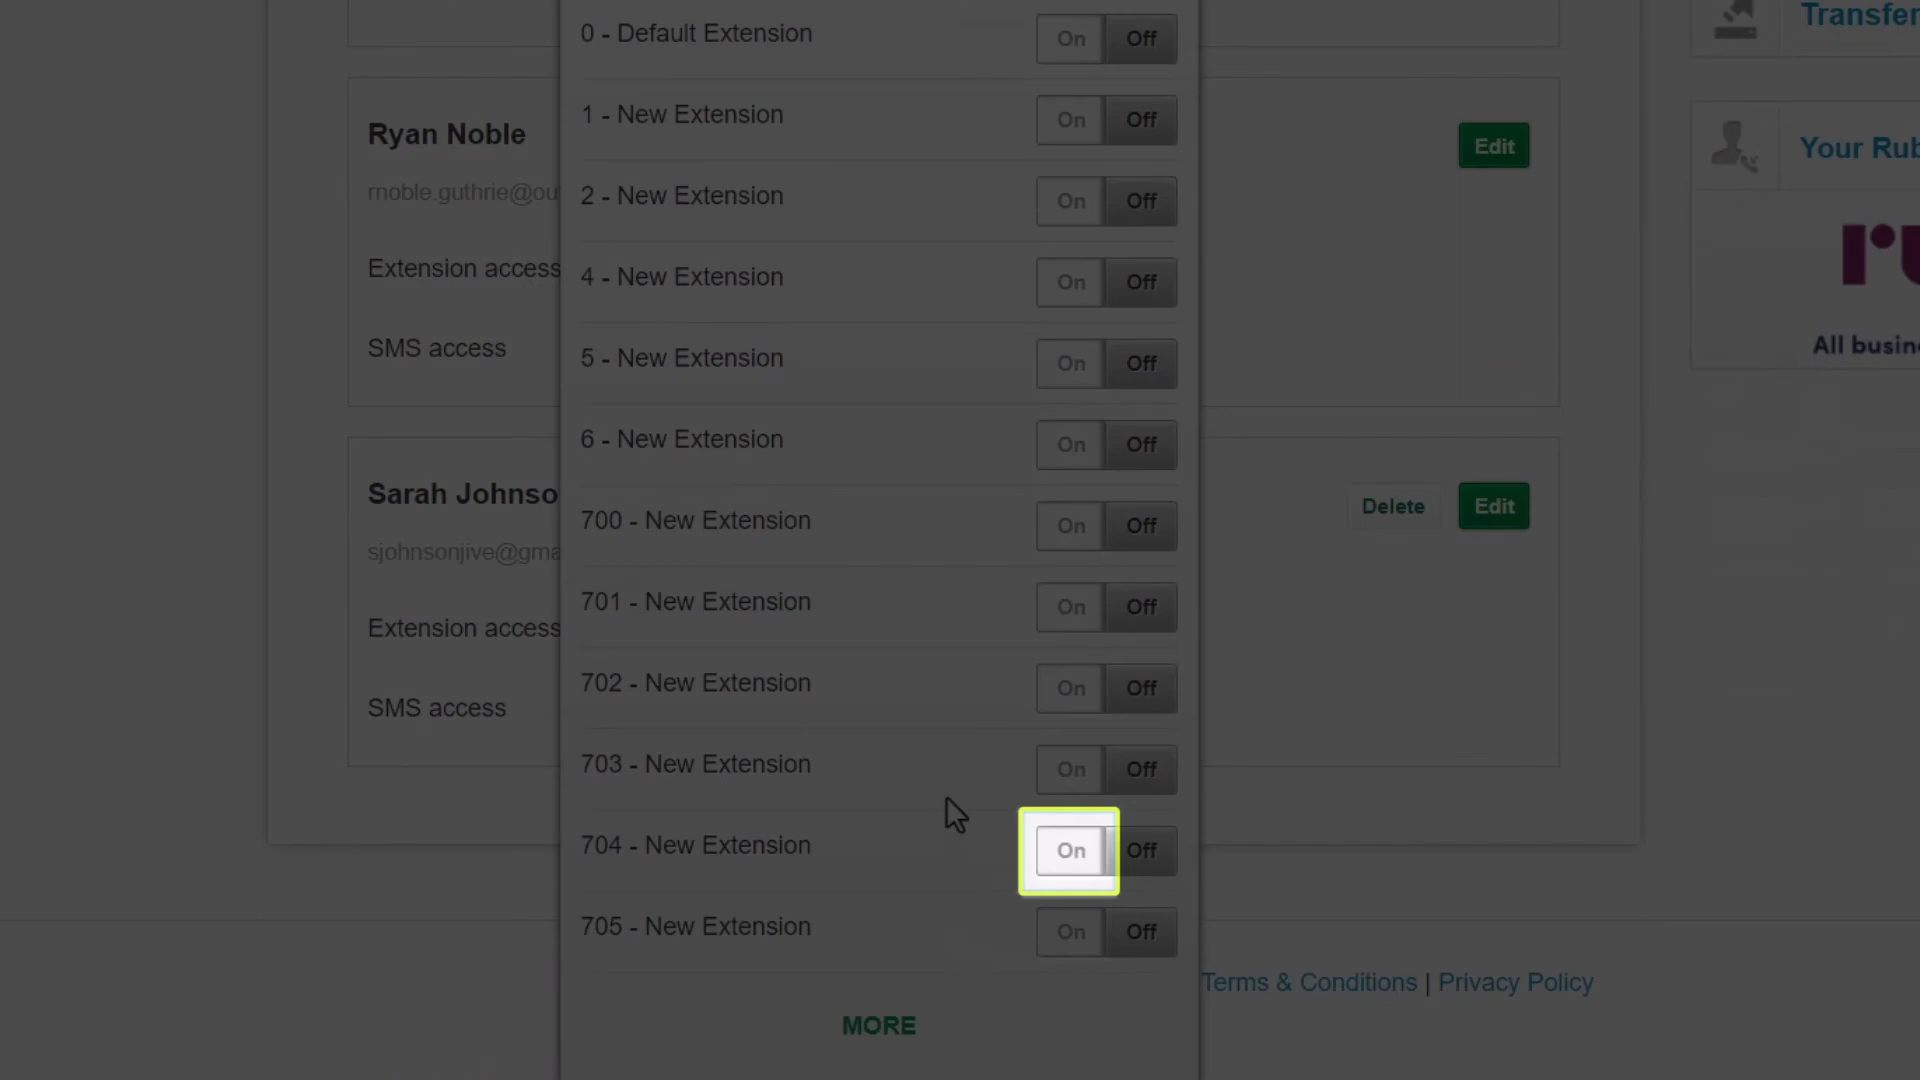 0 - Default Extension On Off
Transfer
1 - New Extension On Off
Ryan Noble
Edit
Your Rub
rnoble.guthrie@ou
2 - New Extension On Off
Extension access
4 - New Extension On Off
SMS access
5 - New Extension On Off
All busine
6 - New Extension On Off
Sarah Johnso
Delete Edit
700 - New Extension On Off
sjohnsonjive@gma
701 - New Extension On Off
Extension access
702 - New Extension On Off
SMS access
703 - New Extension On Off
704 - New Extension On Off
705 - New Extension On Off
Terms & Conditions | Privacy Policy
MORE